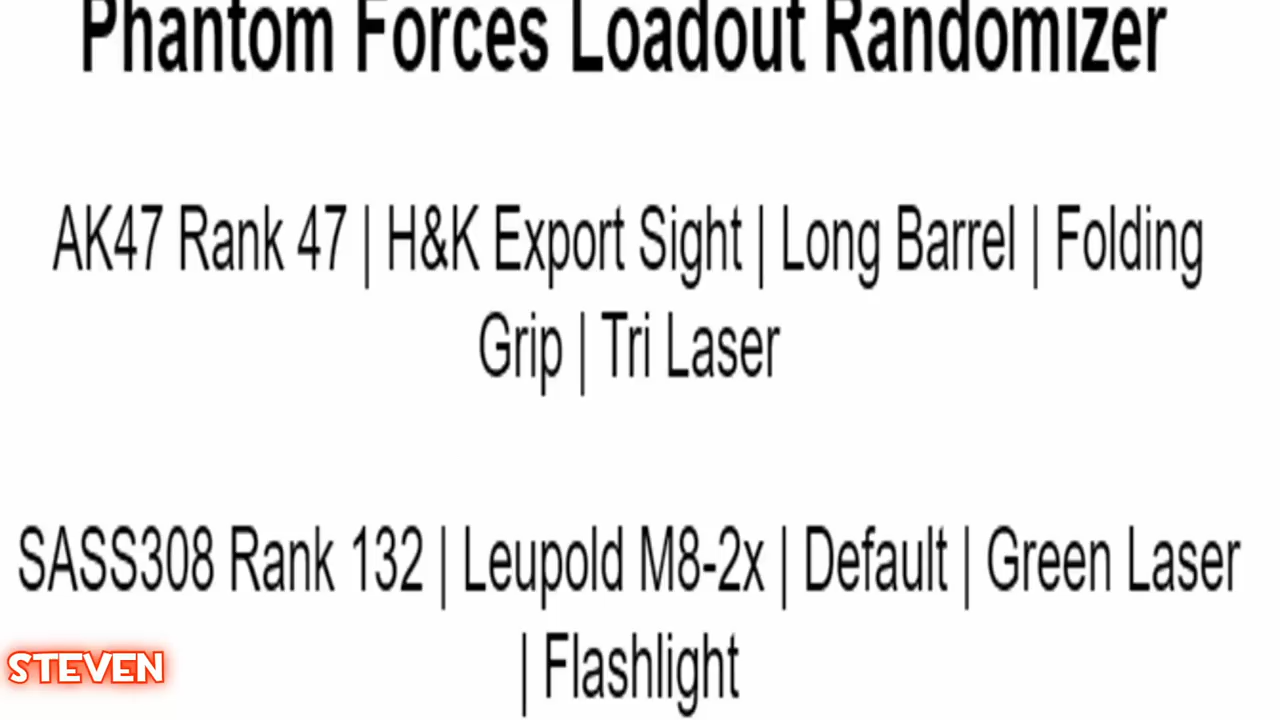 Phantom Forces Loadout Randomizer
AK47 Rank 47 | H&K Export Sight | Long Barrel | Folding
Grip | Tri Laser
SASS308 Rank 132 | Leupold M8-2x | Default | Green Laser
| Flashlight
STEVEN